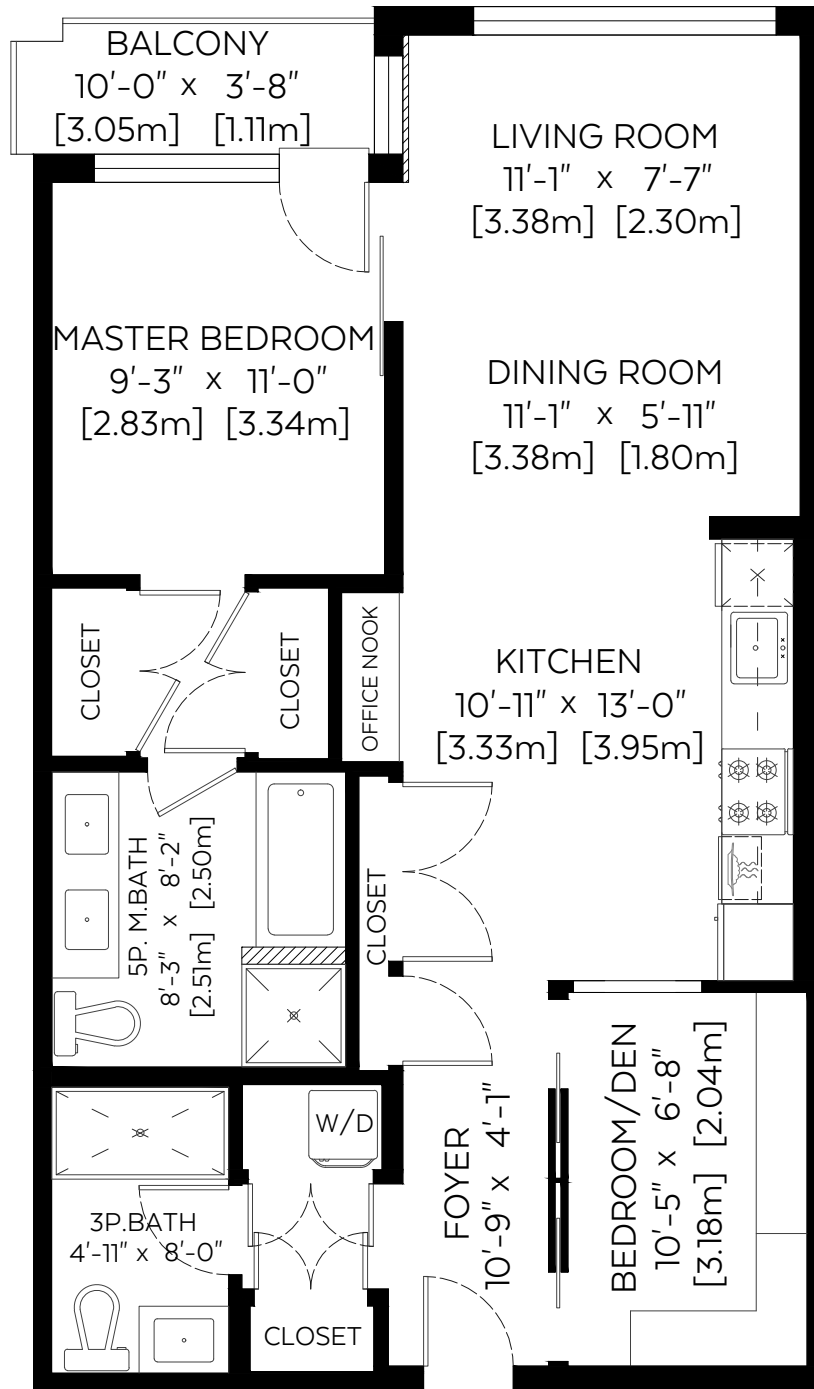 BALCONY
10'-0" x 3'-8"
[3.05m] [1.11m]
LIVING ROOM
11'-1" x 7'-7"
[3.38m] [2.30m]
MASTER BEDROOM
9'-3" x 11'-0"
[2.83m] [3.34m]
DINING ROOM
11'-1" x 5'-11"
[3.38m] [1.80m]
CLOSET
CLOSET
OFFICE NOOK
KITCHEN
10'-11" x 13'-0"
[3.33m] [3.95m]
5P. M.BATH
8'-3" x 8'-2"
[2.51m] [2.50m]
CLOSET
W/D
FOYER
10'-9" x 4'-1"
BEDROOM/DEN
10'-5" x 6'-8"
[3.18m] [2.04m]
3P.BATH
4'-11" x 8'-0"
CLOSET